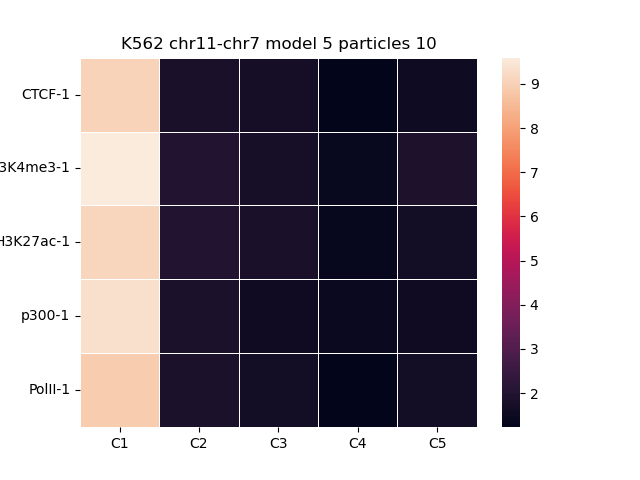 K562 chr11-chr7 model 5 particles 10
CTCF-1
3K4me3-1
H3K27ac-1
p300-1
PolII-1
C1 C2 C3 C4 C5
9
8
7
6
5
4
3
2